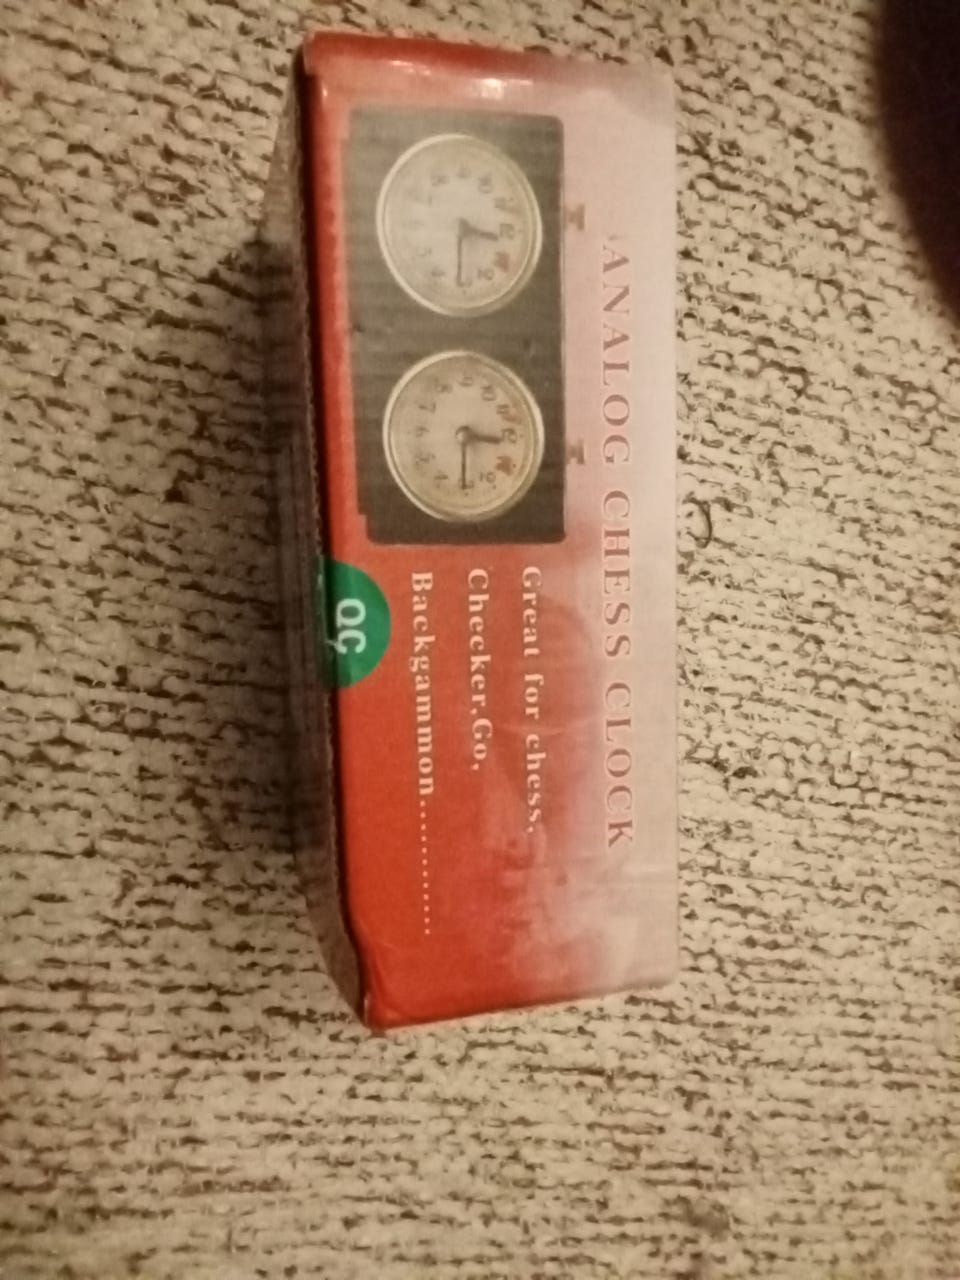 ANALOG CHESS CLOCK
Great for chess,
Checker,Go,
Backgammon...........
QC